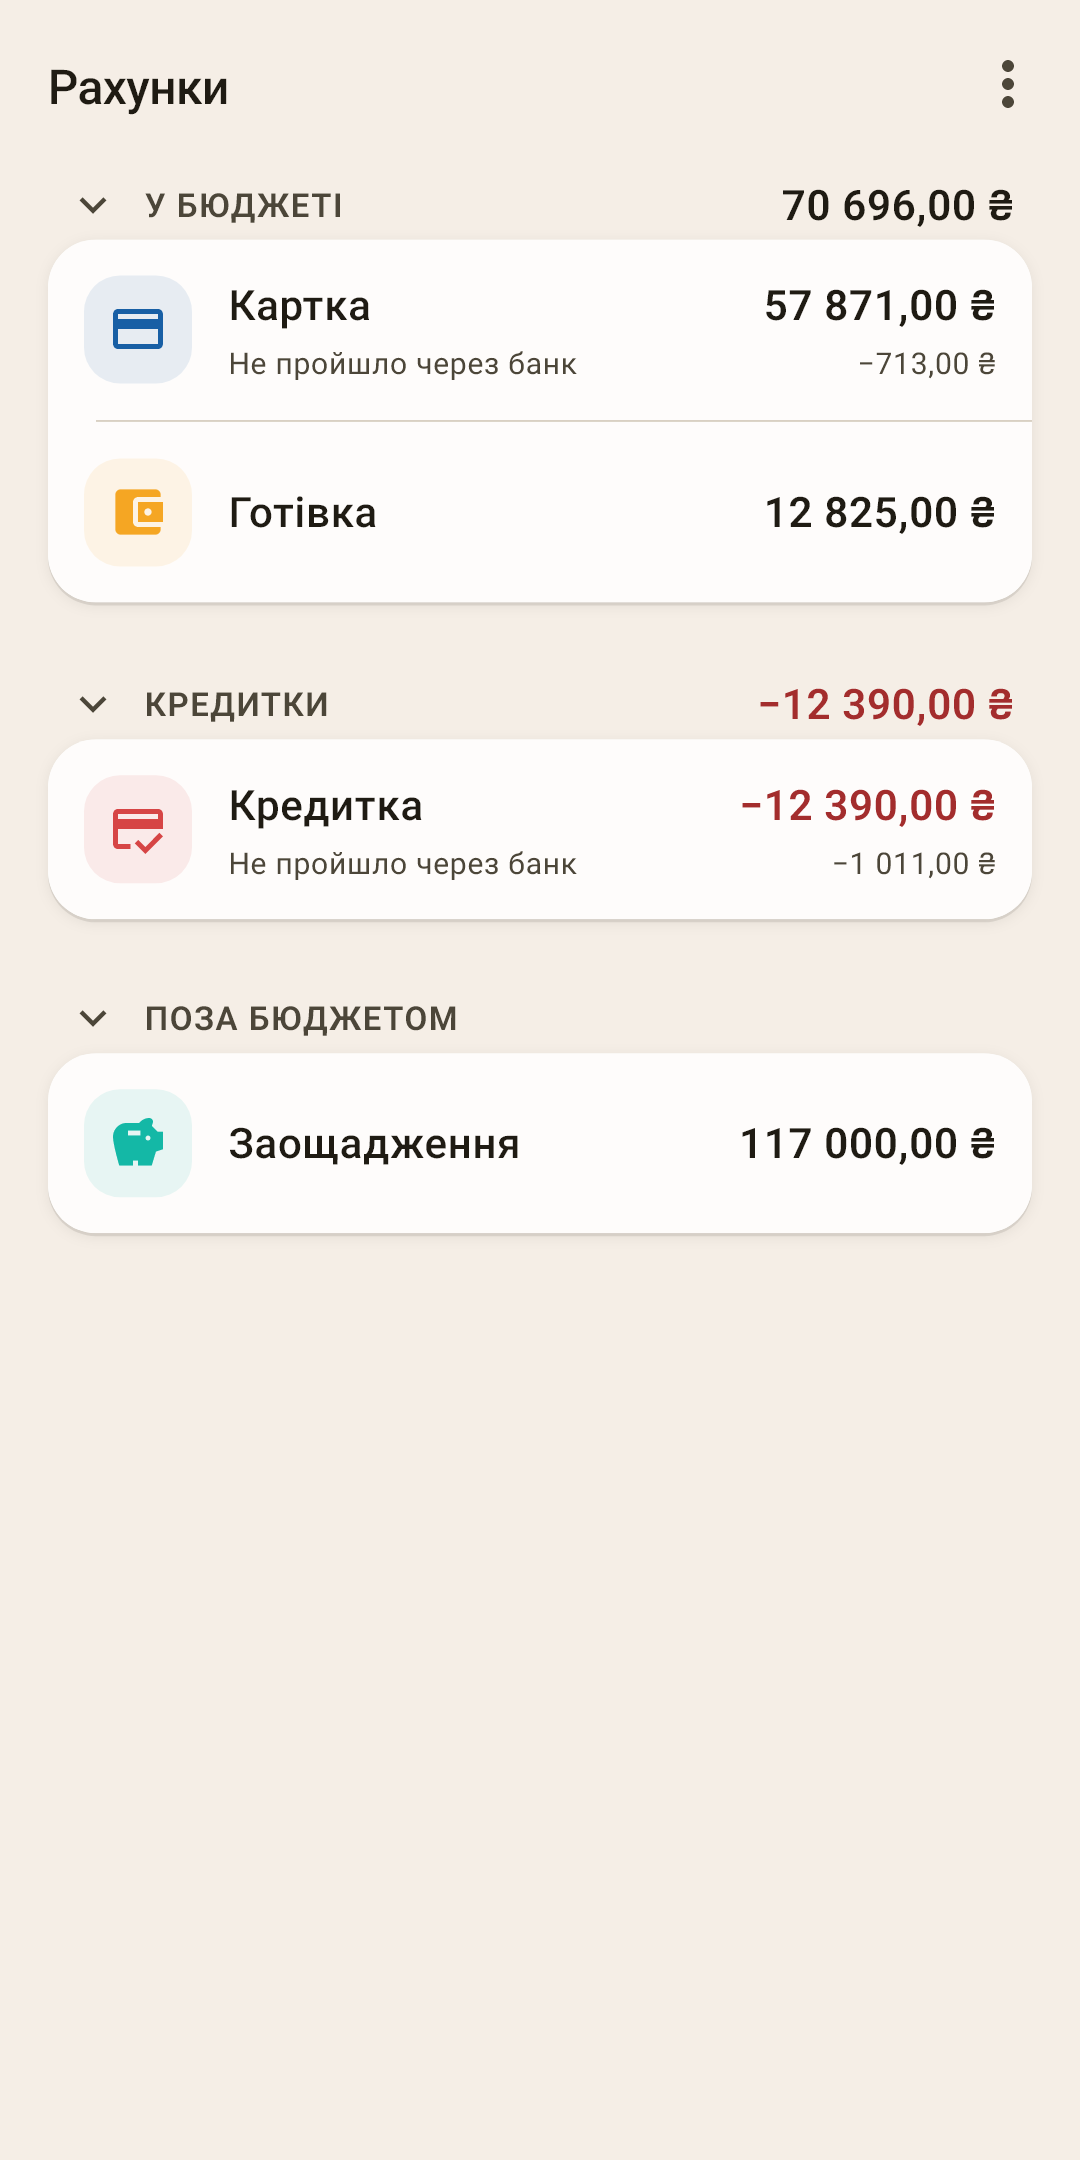 Рахунки
У БЮДЖЕТІ 70 696,00 ₴
Картка 57 871,00 ₴
Не пройшло через банк −713,00 ₴
Готівка 12 825,00 ₴
КРЕДИТКИ −12 390,00 ₴
Кредитка −12 390,00 ₴
Не пройшло через банк −1 011,00 ₴
ПОЗА БЮДЖЕТОМ
Заощадження 117 000,00 ₴